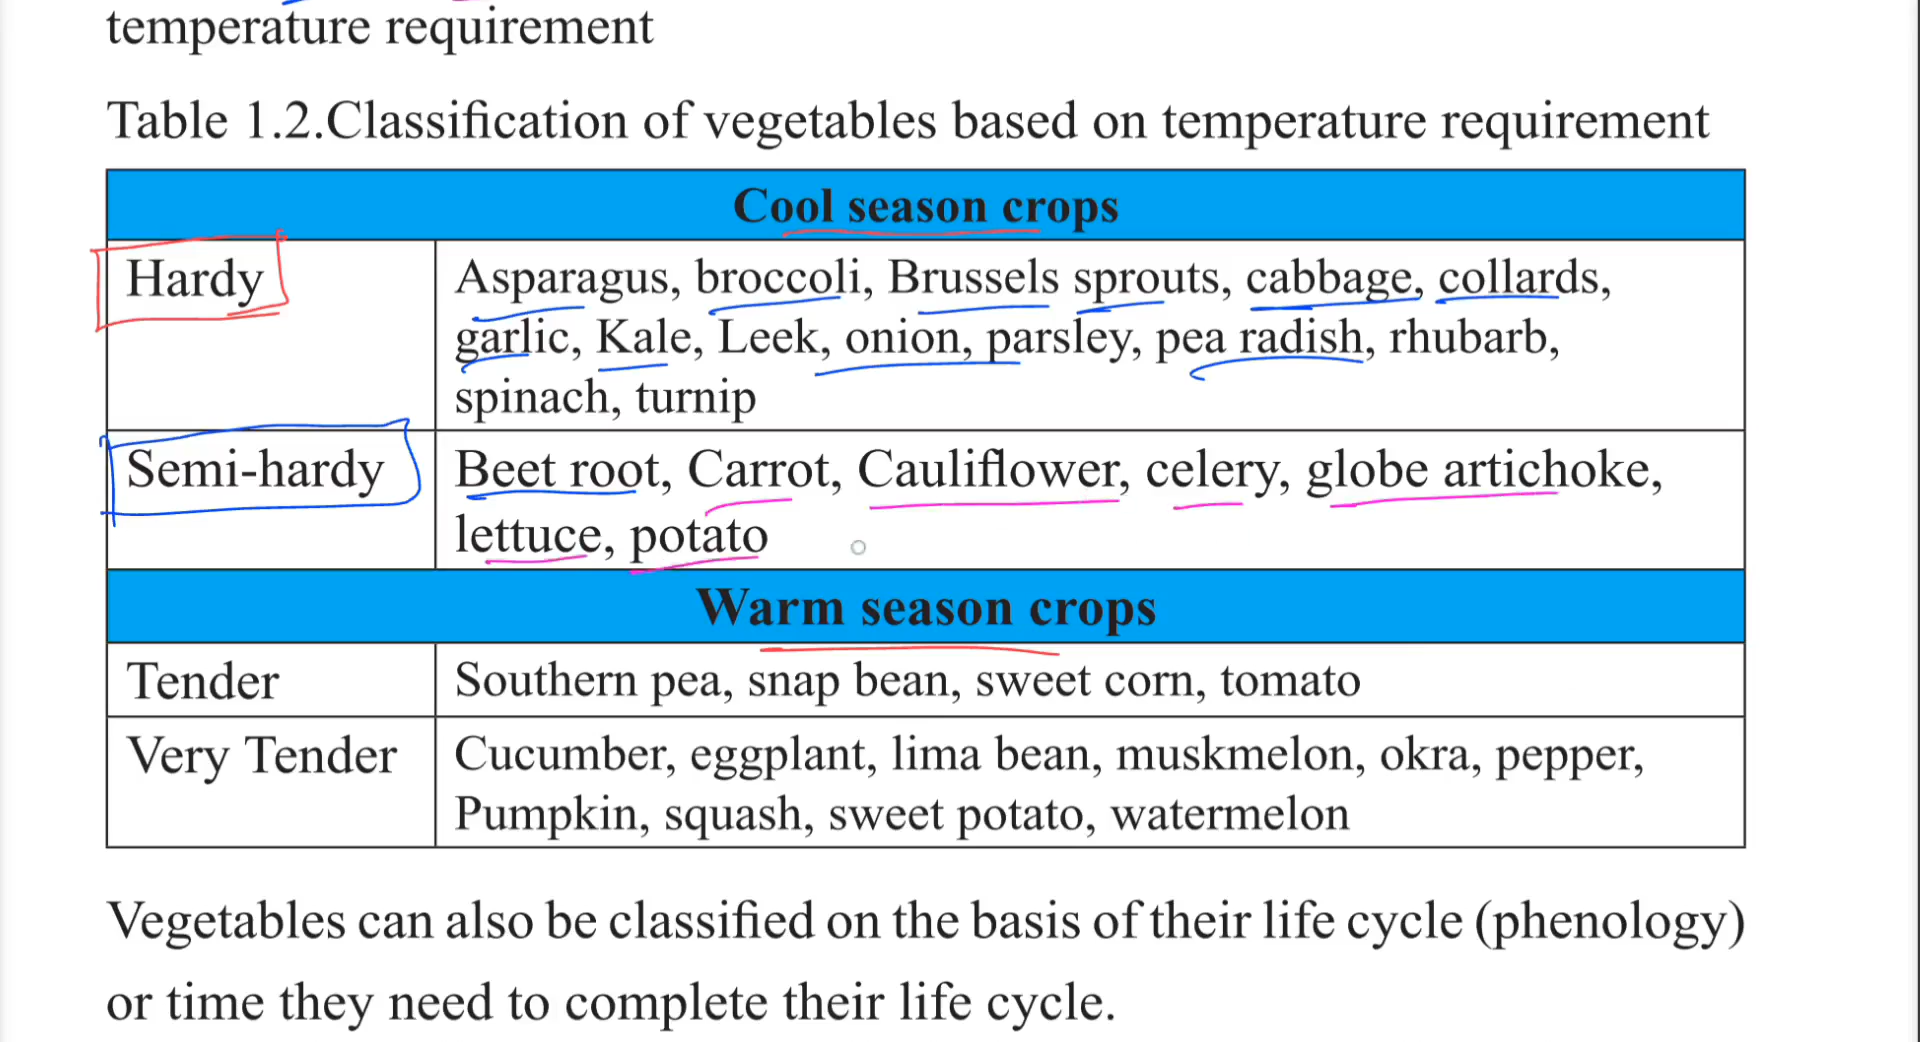 temperature requirement
Table 1.2.Classification of vegetables based on temperature requirement
Cool season crops
Hardy
Asparagus, broccoli, Brussels sprouts, cabbage, collards,
garlic, Kale, Leek, onion, parsley, pea radish, rhubarb,
spinach, turnip
Semi-hardy
Beet root, Carrot, Cauliflower, celery, globe artichoke,
lettuce, potato
Warm season crops
Tender
Southern pea, snap bean, sweet corn, tomato
Very Tender
Cucumber, eggplant, lima bean, muskmelon, okra, pepper,
Pumpkin, squash, sweet potato, watermelon
Vegetables can also be classified on the basis of their life cycle (phenology)
or time they need to complete their life cycle.